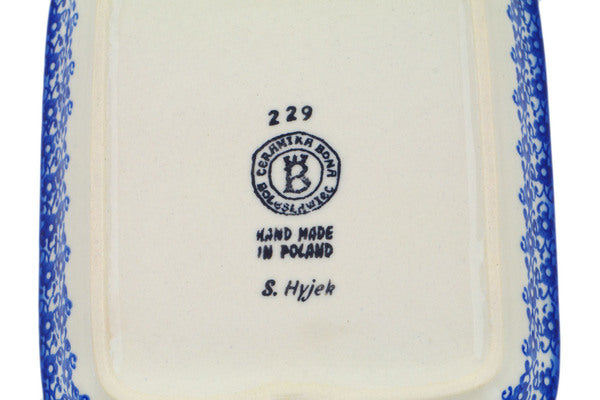 229
CERAMIKA BONA
B
BOLESŁAWIEC
HAND MADE
IN POLAND
S. Hyjek